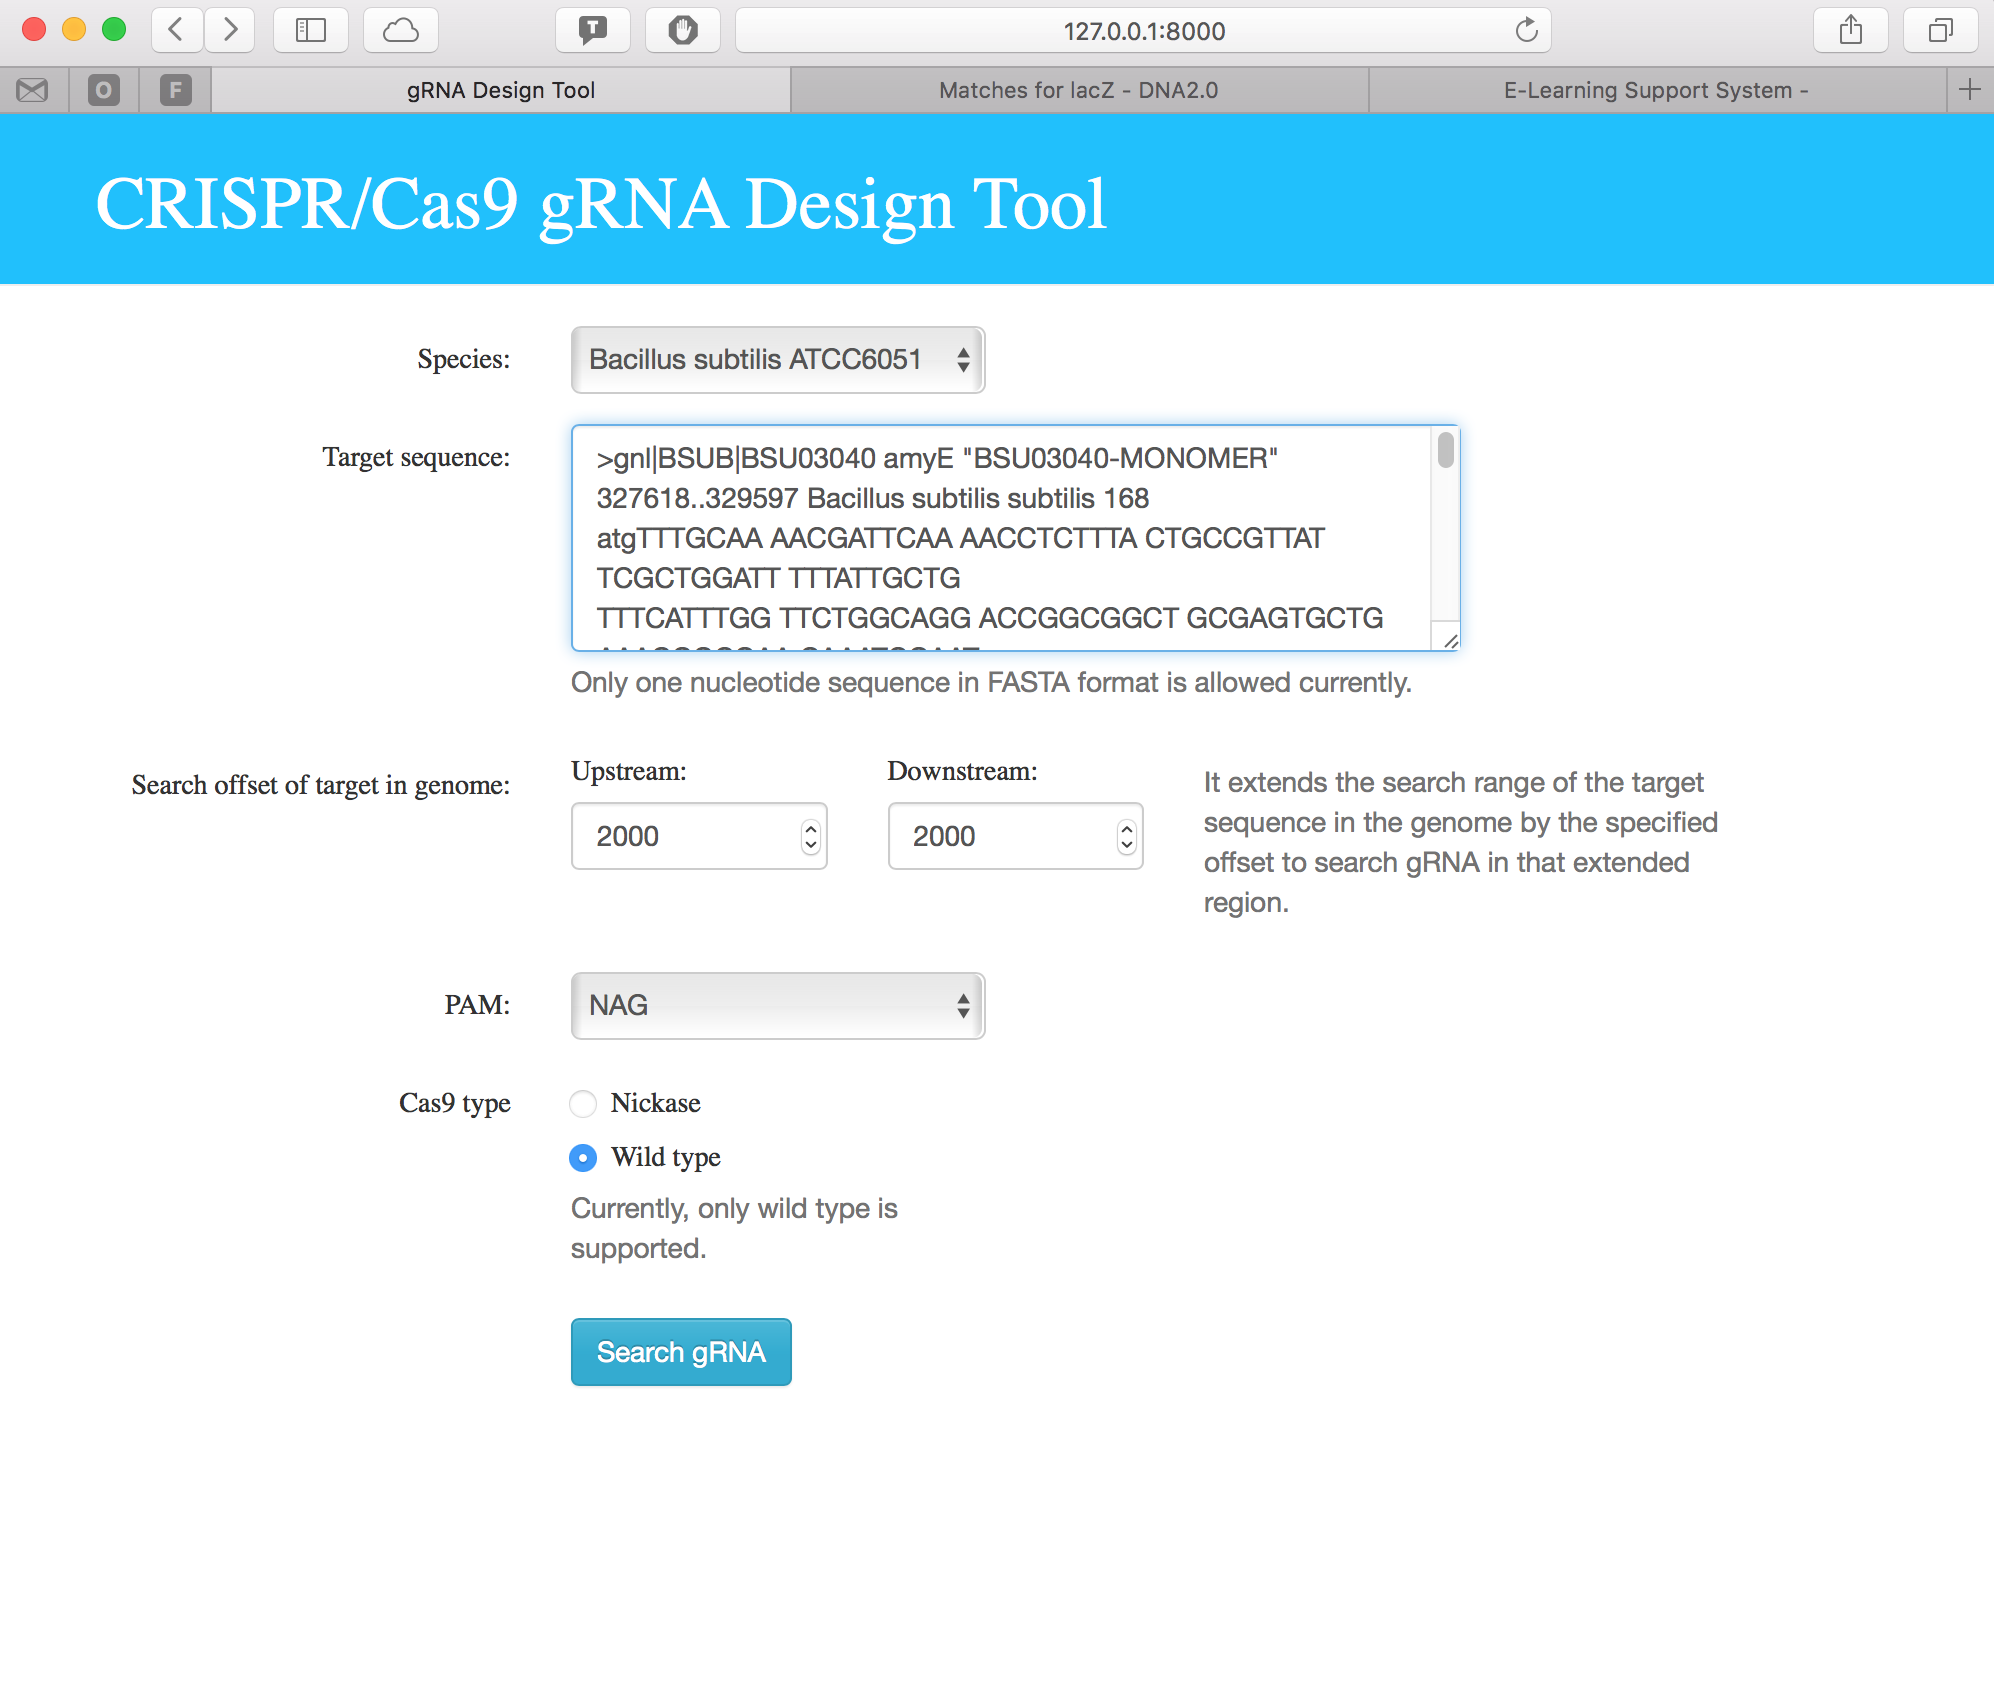 127.0.0.1:8000
O
F
gRNA Design Tool
Matches for lacZ - DNA2.0
E-Learning Support System -
CRISPR/Cas9 gRNA Design Tool
Species:
Bacillus subtilis ATCC6051
Target sequence:
>gnl|BSUB|BSU03040 amyE "BSU03040-MONOMER"
327618..329597 Bacillus subtilis subtilis 168
atgTTTGCAA AACGATTCAA AACCTCTTTA CTGCCGTTAT
TCGCTGGATT TTTATTGCTG
TTTCATTTGG TTCTGGCAGG ACCGGCGGCT GCGAGTGCTG
Only one nucleotide sequence in FASTA format is allowed currently.
Search offset of target in genome:
Upstream:
Downstream:
2000
2000
It extends the search range of the target
sequence in the genome by the specified
offset to search gRNA in that extended
region.
PAM:
NAG
Cas9 type
Nickase
Wild type
Currently, only wild type is
supported.
Search gRNA